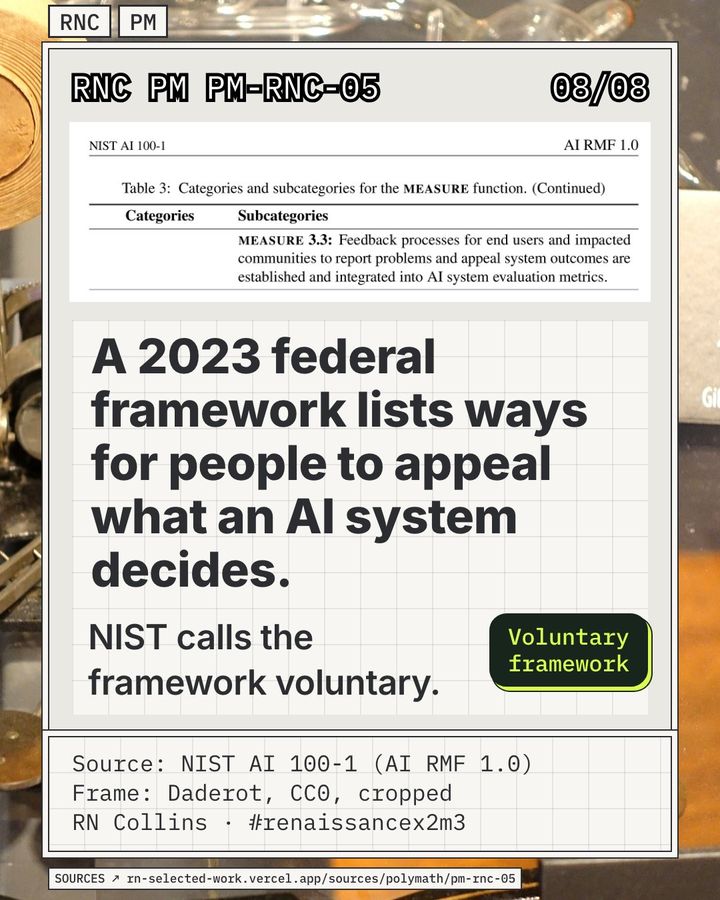 RNC PM
RNC PM PM-RNC-05 08/08
NIST AI 100-1 AI RMF 1.0
Table 3: Categories and subcategories for the MEASURE function. (Continued)
Categories Subcategories
MEASURE 3.3: Feedback processes for end users and impacted
communities to report problems and appeal system outcomes are
established and integrated into AI system evaluation metrics.
A 2023 federal
framework lists ways
for people to appeal
what an AI system
decides.
NIST calls the
framework voluntary.
Voluntary
framework
Source: NIST AI 100-1 (AI RMF 1.0)
Frame: Daderot, CC0, cropped
RN Collins · #renaissancex2m3
SOURCES ↗ rn-selected-work.vercel.app/sources/polymath/pm-rnc-05